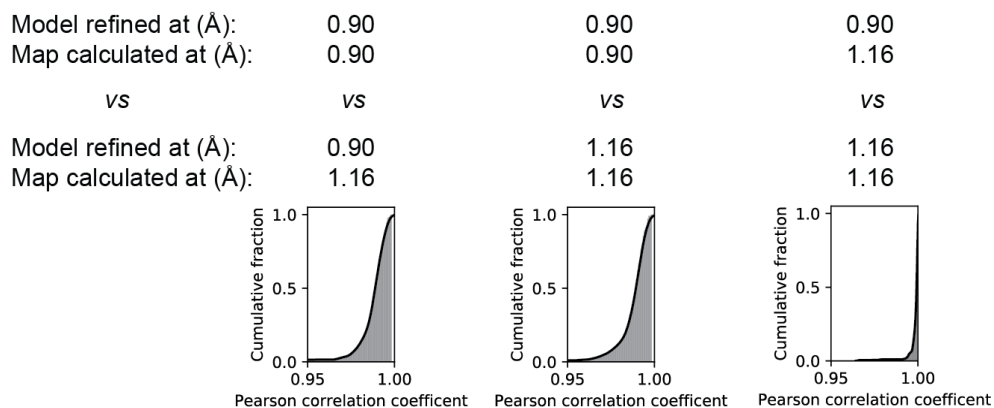 Model refined at (Å): 0.90 0.90 0.90
Map calculated at (Å): 0.90 0.90 1.16
vs vs vs vs
Model refined at (Å): 0.90 1.16 1.16
Map calculated at (Å): 1.16 1.16 1.16
Cumulative fraction
1.0
0.5
0.0
0.95 1.00
Pearson correlation coefficent
Cumulative fraction
1.0
0.5
0.0
0.95 1.00
Pearson correlation coefficent
Cumulative fraction
1.0
0.5
0.0
0.95 1.00
Pearson correlation coefficent